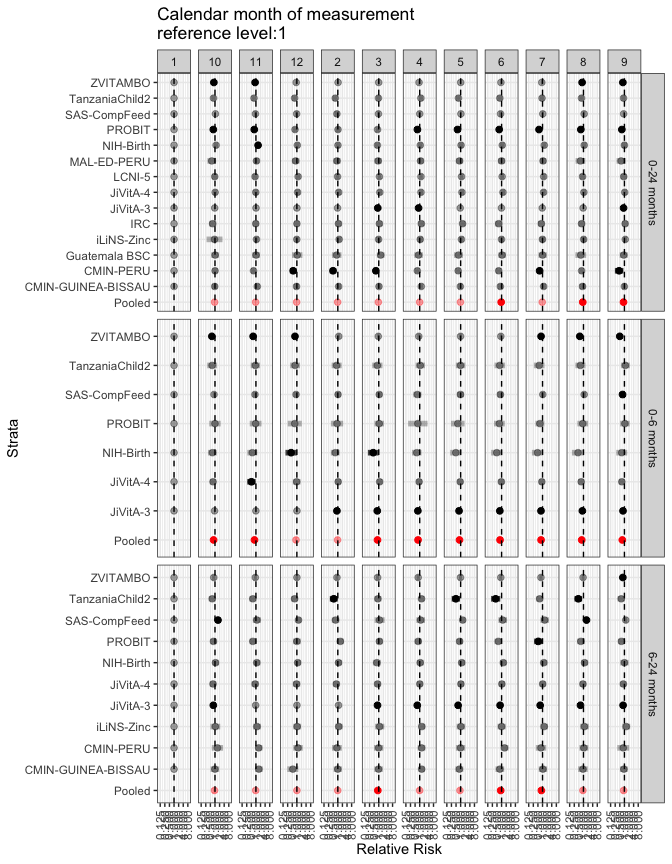 Calendar month of measurement
reference level:1
1 10 11 12 2 3 4 5 6 7 8 9
ZVITAMBO
TanzaniaChild2
SAS-CompFeed
PROBIT
NIH-Birth
MAL-ED-PERU
LCNI-5
JiVitA-4
JiVitA-3
IRC
iLiNS-Zinc
Guatemala BSC
CMIN-PERU
CMIN-GUINEA-BISSAU
Pooled
0-24 months
ZVITAMBO
TanzaniaChild2
SAS-CompFeed
PROBIT
NIH-Birth
JiVitA-4
JiVitA-3
Pooled
0-6 months
ZVITAMBO
TanzaniaChild2
SAS-CompFeed
PROBIT
NIH-Birth
JiVitA-4
JiVitA-3
iLiNS-Zinc
CMIN-PERU
CMIN-GUINEA-BISSAU
Pooled
6-24 months
Strata
Relative Risk